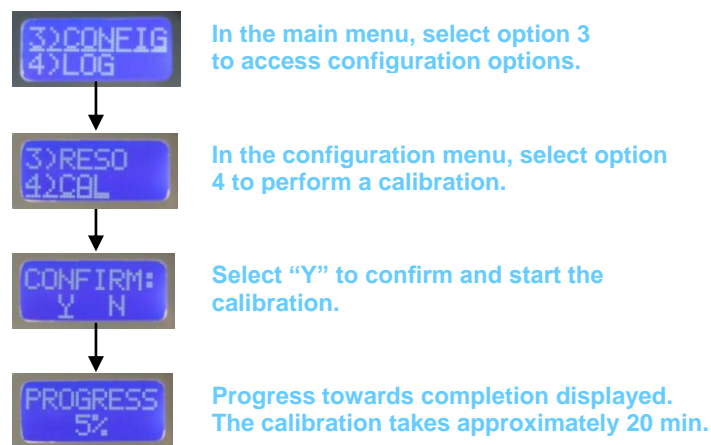 3)CONFIG
4)LOG
In the main menu, select option 3
to access configuration options.
3)RESO
4)CAL
In the configuration menu, select option
4 to perform a calibration.
CONFIRM:
Y N
Select “Y” to confirm and start the
calibration.
PROGRESS
5%
Progress towards completion displayed.
The calibration takes approximately 20 min.